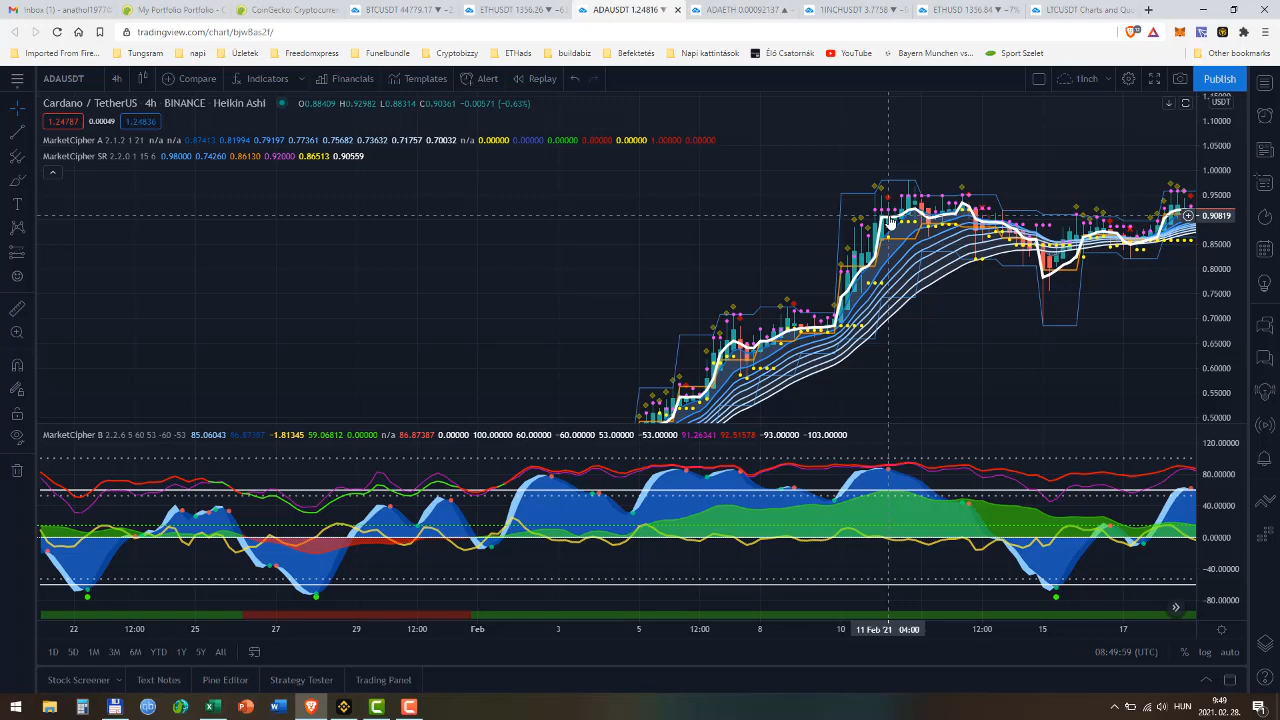 Inbox (1) - anathol1970
My Portfolio Portfolio - C
CoinGecko: Cryptocurren
BTCUSDT 44779.17 ▼−2
ETHUSDT 1356.26 ▼−6
ADAUSDT 1.24816 ▼
ADAETH 0.00092137 ▼
1INCHUSDT 3.7758 ▼−5
ETHUSD 1356.84 ▼−7%
LTCUSDT Charts and Quo
tradingview.com/chart/bjwBas2f/
Imported From Fire...
Tungsram
napi
Üzletek
Freedomxpress
Funelbundle
Cryptobizzy
ETHacks
buildabiz
Befektetés
Napi kattintások
Élő Csatornák
YouTube
Bayern Munchen vs...
Sport Szelet
Other bookmarks
ADAUSDT
4h
Compare
Indicators
Financials
Templates
Alert
Replay
1Inch
Publish
Cardano / TetherUS 4h BINANCE Heikin Ashi
O0.88409 H0.92982 L0.88314 C0.90361 −0.00571 (−0.63%)
USDT
1.24787 0.00049 1.24836
MarketCipher A 2.1.2 1 21 n/a n/a 0.87413 0.81994 0.79197 0.77361 0.75682 0.73632 0.71757 0.70032 n/a 0.00000 0.00000 0.00000 0.00000 1.00000 0.00000
MarketCipher SR 2.2.0 1 15 6 0.98000 0.74260 0.86130 0.92000 0.86513 0.90559
1.15000
1.10000
1.05000
1.00000
0.95000
0.90819
0.85000
0.80000
0.75000
0.70000
0.65000
0.60000
0.55000
0.50000
MarketCipher B 2.2.6 5 60 53 -60 -53 85.06043 86.87387 −1.81345 59.06812 0.00000 n/a 86.87387 0.00000 100.00000 60.00000 −60.00000 53.00000 −53.00000 91.26341 92.51578 −93.00000 −103.00000
120.00000
80.00000
40.00000
0.00000
−40.00000
−80.00000
22 12:00 25 27 29 12:00 Feb 3 5 12:00 8 10 11 Feb '21 04:00 12:00 15 17
1D 5D 1M 3M 6M YTD 1Y 5Y All
08:49:59 (UTC) % log auto
Stock Screener
Text Notes
Pine Editor
Strategy Tester
Trading Panel
HUN
9:49
2021. 02. 28.